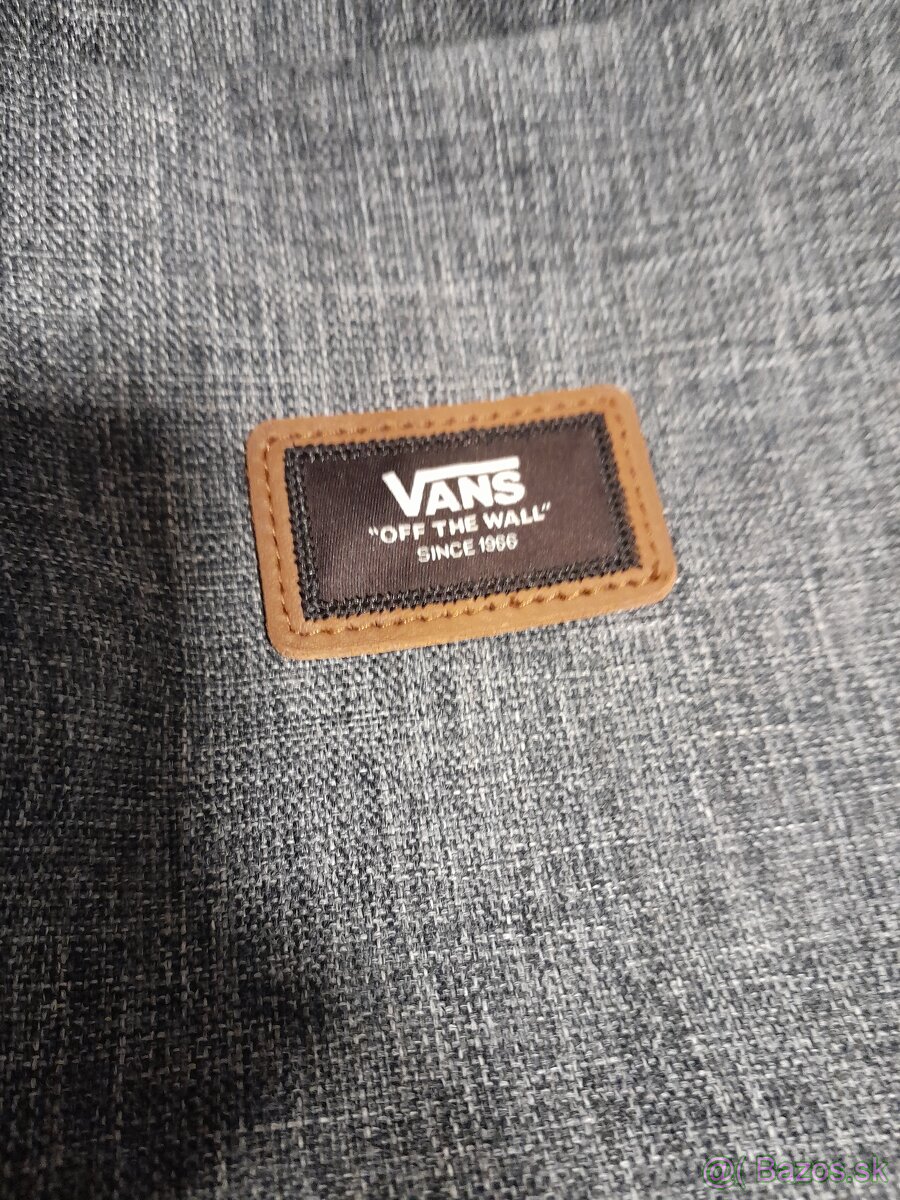 VANS
"OFF THE WALL"
SINCE 1966
Bazos.sk